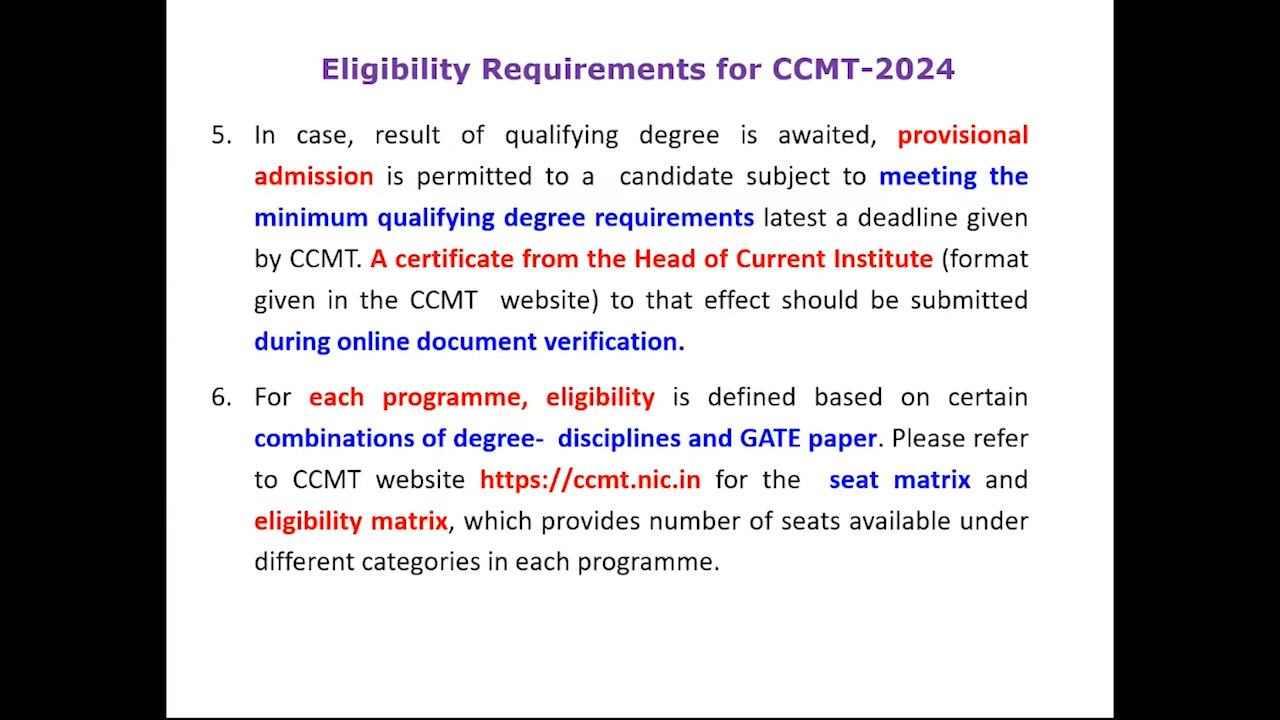 Eligibility Requirements for CCMT-2024
5. In case, result of qualifying degree is awaited, provisional
admission is permitted to a candidate subject to meeting the
minimum qualifying degree requirements latest a deadline given
by CCMT. A certificate from the Head of Current Institute (format
given in the CCMT website) to that effect should be submitted
during online document verification.
6. For each programme, eligibility is defined based on certain
combinations of degree- disciplines and GATE paper. Please refer
to CCMT website https://ccmt.nic.in for the seat matrix and
eligibility matrix, which provides number of seats available under
different categories in each programme.